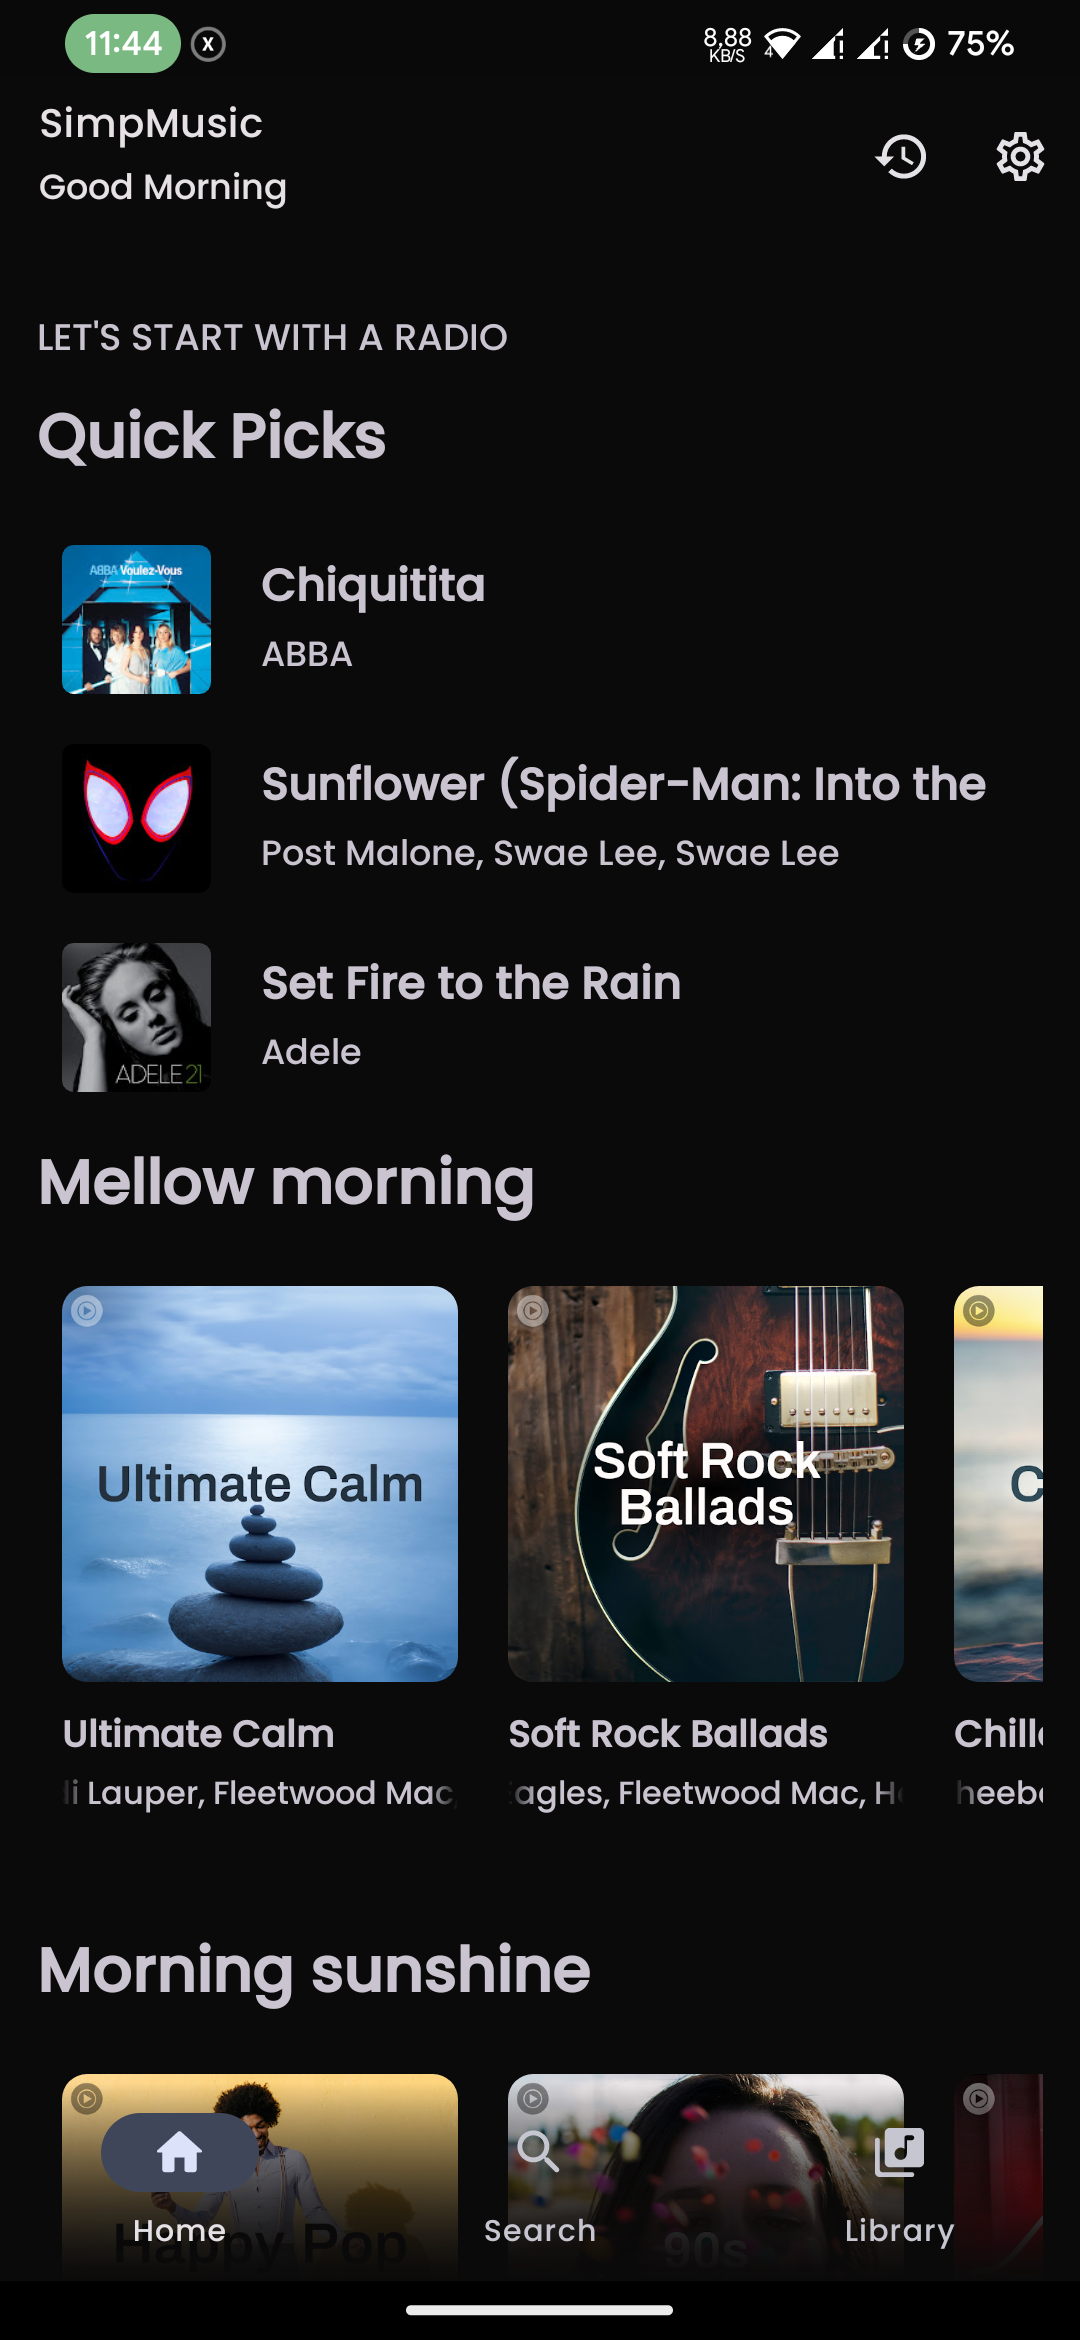 11:44 X 8,88 KB/S 4 75%
SimpMusic
Good Morning
LET'S START WITH A RADIO
Quick Picks
ABBA Voulez-Vous
Chiquitita
ABBA
Sunflower (Spider-Man: Into the
Post Malone, Swae Lee, Swae Lee
Set Fire to the Rain
Adele
ADELE 21
Mellow morning
Ultimate Calm
Soft Rock
Ballads
C
Ultimate Calm
Soft Rock Ballads
Chill
i Lauper, Fleetwood Mac,
agles, Fleetwood Mac, H
heeb
Morning sunshine
Happy Pop
90s
Home
Search
Library